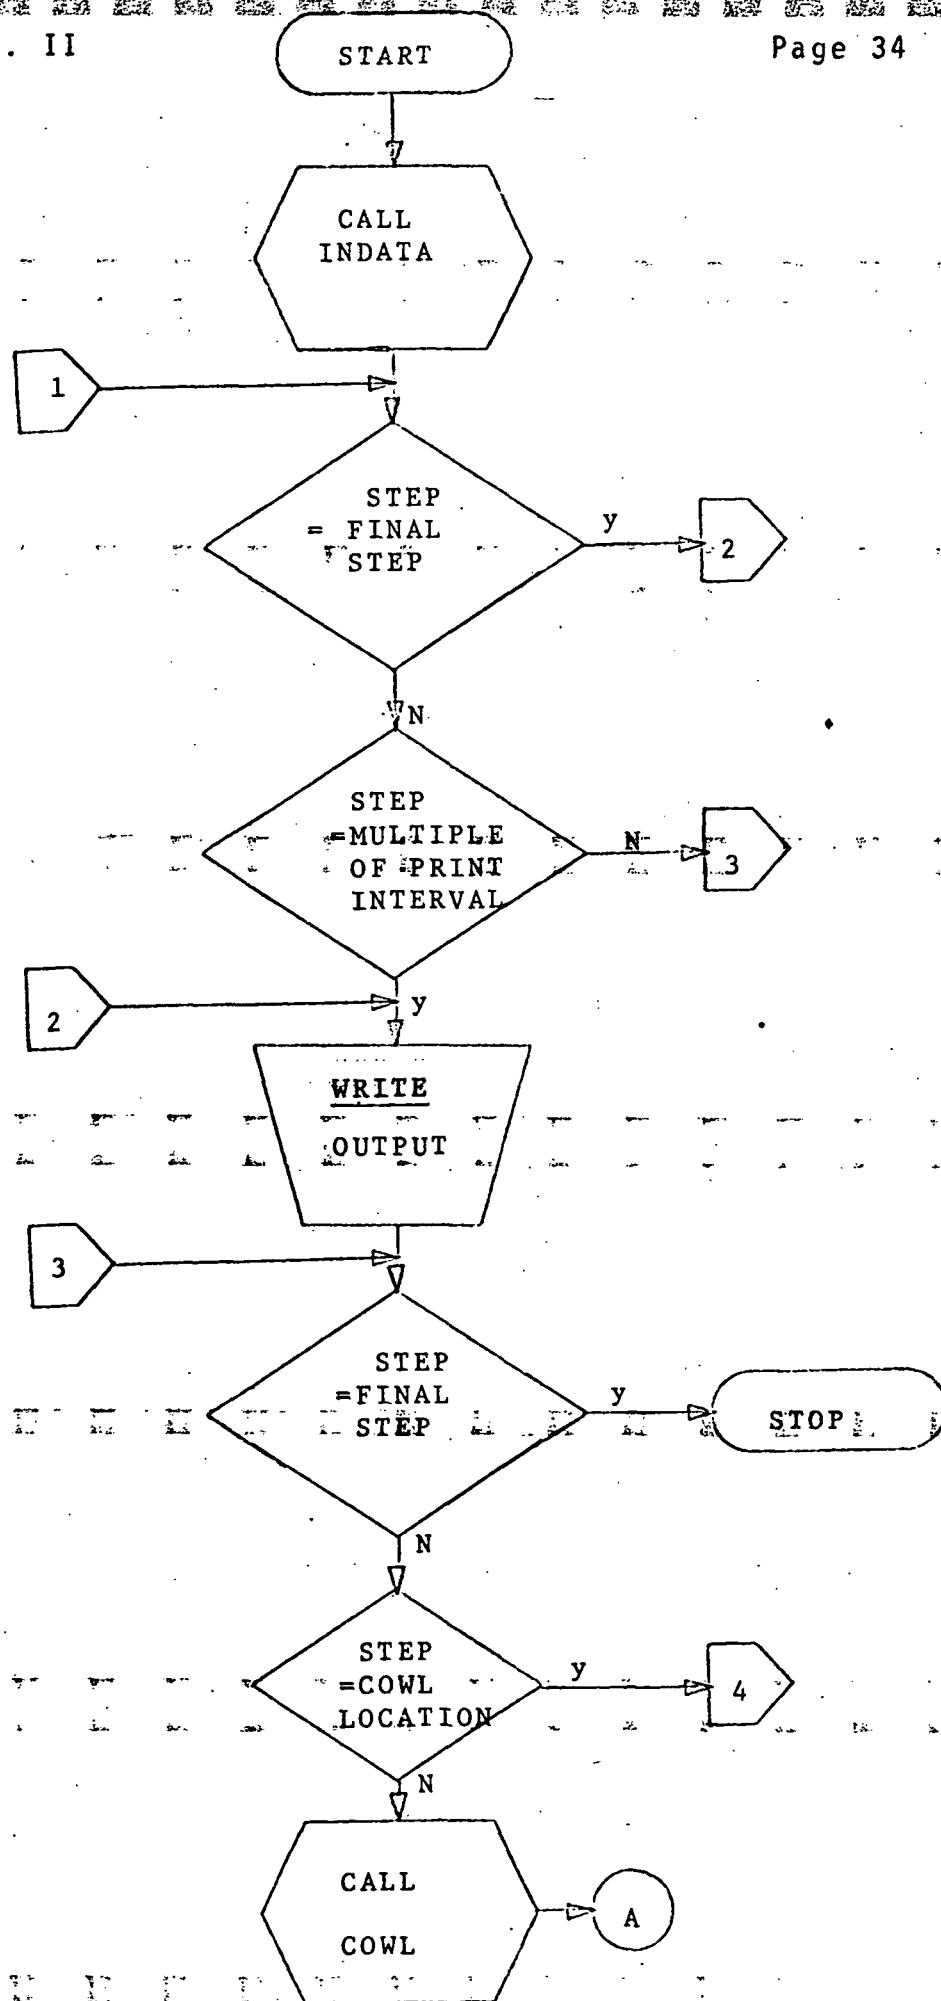 . II
Page 34
START
CALL
INDATA
1
STEP
= FINAL
STEP
y
2
N
STEP
=MULTIPLE
OF PRINT
INTERVAL
N
3
2
y
WRITE
OUTPUT
3
STEP
=FINAL
STEP
y
STOP
N
STEP
=COWL
LOCATION
y
4
N
CALL
COWL
A